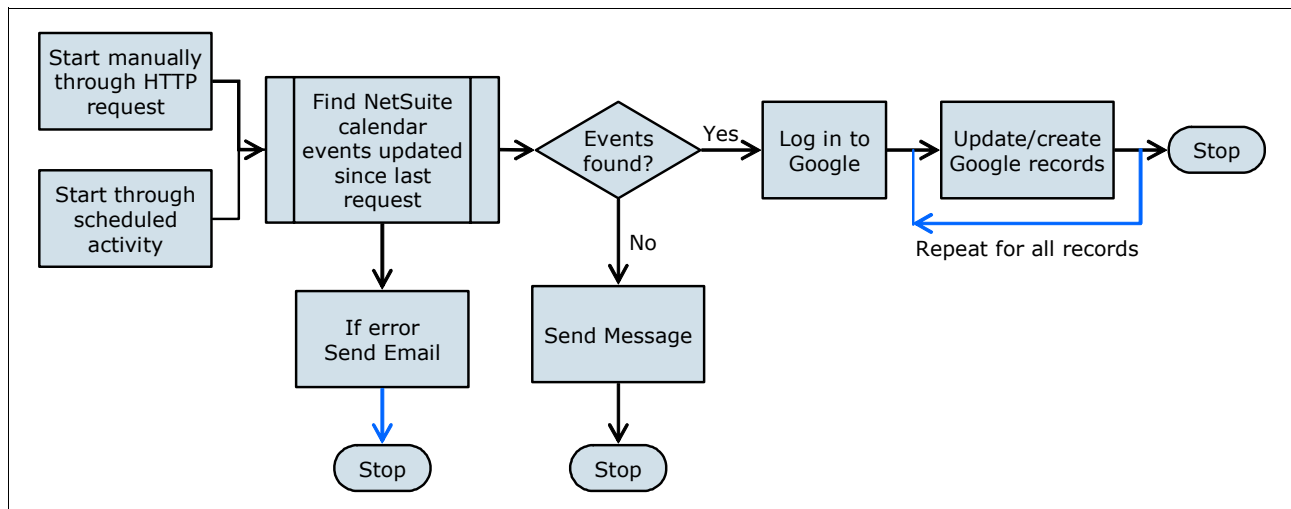 Start manually
through HTTP
request
Start through
scheduled
activity
Find NetSuite
calendar
events updated
since last
request
If error
Send Email
Stop
Events
found?
Yes
No
Send Message
Stop
Log in to
Google
Update/create
Google records
Repeat for all records
Stop